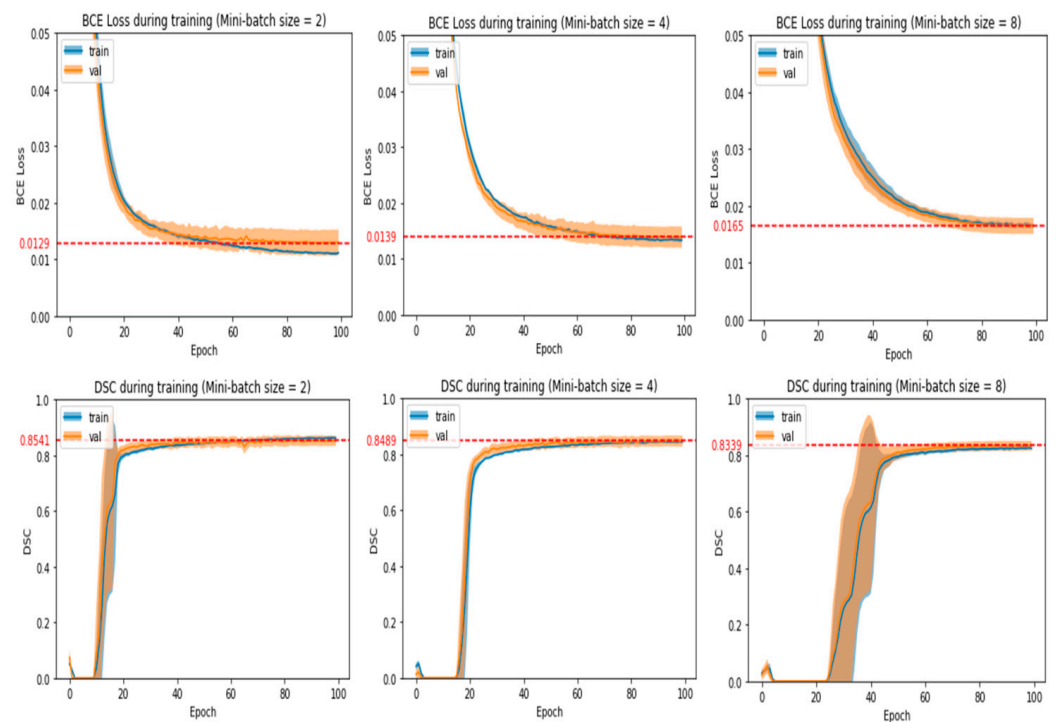 BCE Loss during training (Mini-batch size = 2)
0.05
0.04
0.03
0.02
0.0129
0.01
0.00
BCE Loss
train
val
0
20
40
60
80
100
Epoch
BCE Loss during training (Mini-batch size = 4)
0.05
0.04
0.03
0.02
0.0139
0.01
0.00
BCE Loss
train
val
0
20
40
60
80
100
Epoch
BCE Loss during training (Mini-batch size = 8)
0.05
0.04
0.03
0.02
0.0165
0.01
0.00
BCE Loss
train
val
0
20
40
60
80
100
Epoch
DSC during training (Mini-batch size = 2)
1.0
0.8541
0.8
0.6
0.4
0.2
0.0
DSC
train
val
0
20
40
60
80
100
Epoch
DSC during training (Mini-batch size = 4)
1.0
0.8489
0.8
0.6
0.4
0.2
0.0
DSC
train
val
0
20
40
60
80
100
Epoch
DSC during training (Mini-batch size = 8)
1.0
0.8339
0.8
0.6
0.4
0.2
0.0
DSC
train
val
0
20
40
60
80
100
Epoch